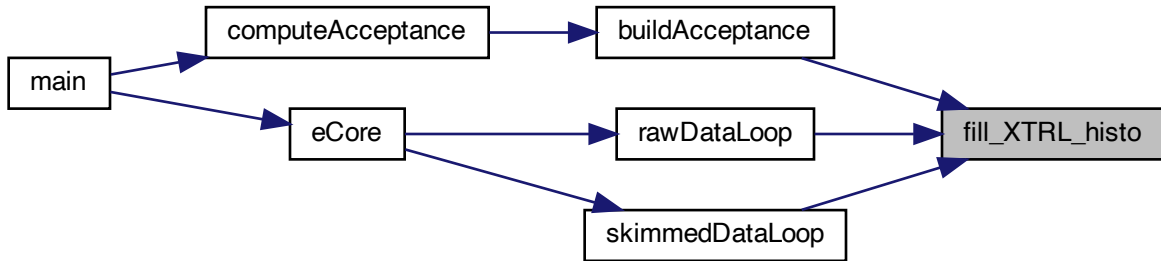 computeAcceptance
buildAcceptance
main
eCore
rawDataLoop
fill_XTRL_histo
skimmedDataLoop